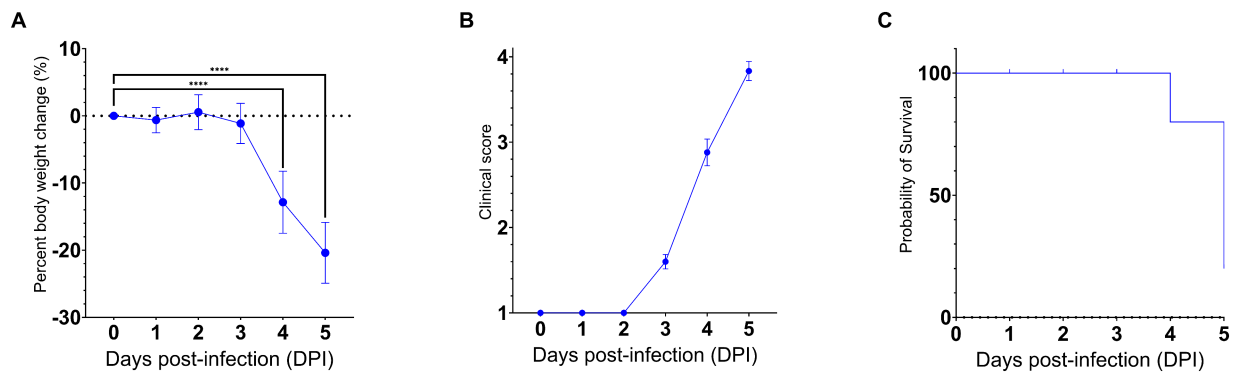 A
Percent body weight change (%)
10
0
-10
-20
-30
****
****
0 1 2 3 4 5
Days post-infection (DPI)
B
Clinical score
4
3
2
1
0 1 2 3 4 5
Days post-infection (DPI)
C
Probability of Survival
100
50
0
0 1 2 3 4 5
Days post-infection (DPI)